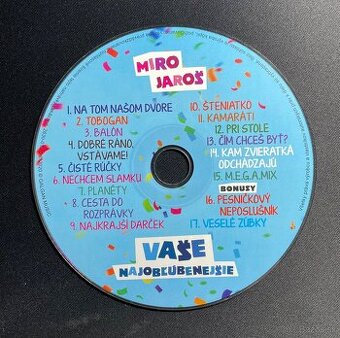 MIRO
JAROŠ
1. NA TOM NAŠOM DVORE
2. TOBOGAN
3. BALÓN
4. DOBRÉ RÁNO,
VSTÁVAME!
5. ČISTÉ RÚČKY
6. NECHCEM SLAMKU
7. PLANÉTY
8. CESTA DO
ROZPRÁVKY
9. NAJKRAJŠÍ DARČEK
10. ŠTENIATKO
11. KAMARÁTI
12. PRI STOLE
13. ČÍM CHCEŠ BYŤ?
14. KAM ZVIERATKÁ
ODCHÁDZAJÚ
15. M.E.G.A.MIX
BONUSY
16. PESNIČKOVÝ
NEPOSLUŠNÍK
17. VESELÉ ZÚBKY
VAŠE
NAJOBĽÚBENEJŠIE